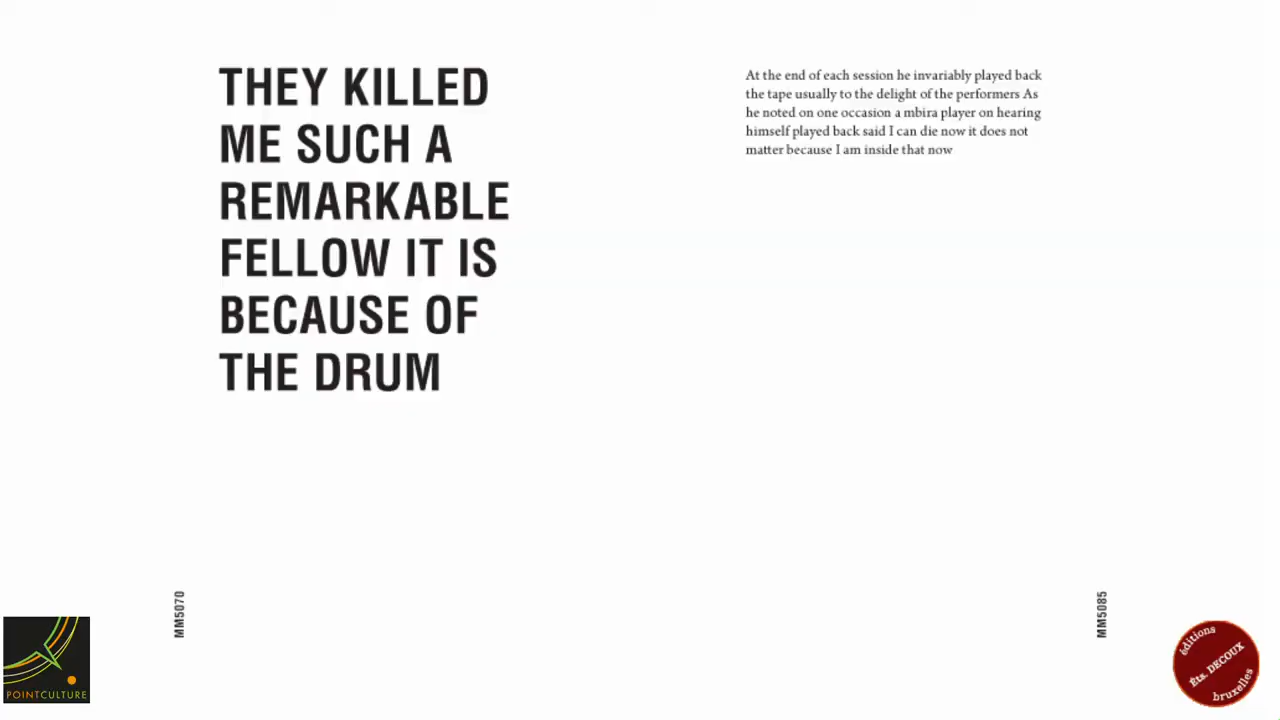 THEY KILLED
ME SUCH A
REMARKABLE
FELLOW IT IS
BECAUSE OF
THE DRUM
At the end of each session he invariably played back
the tape usually to the delight of the performers As
he noted on one occasion a mbira player on hearing
himself played back said I can die now it does not
matter because I am inside that now
MM5070
MM5085
POINTCULTURE
éditions
Éts. DECOUX
bruxelles